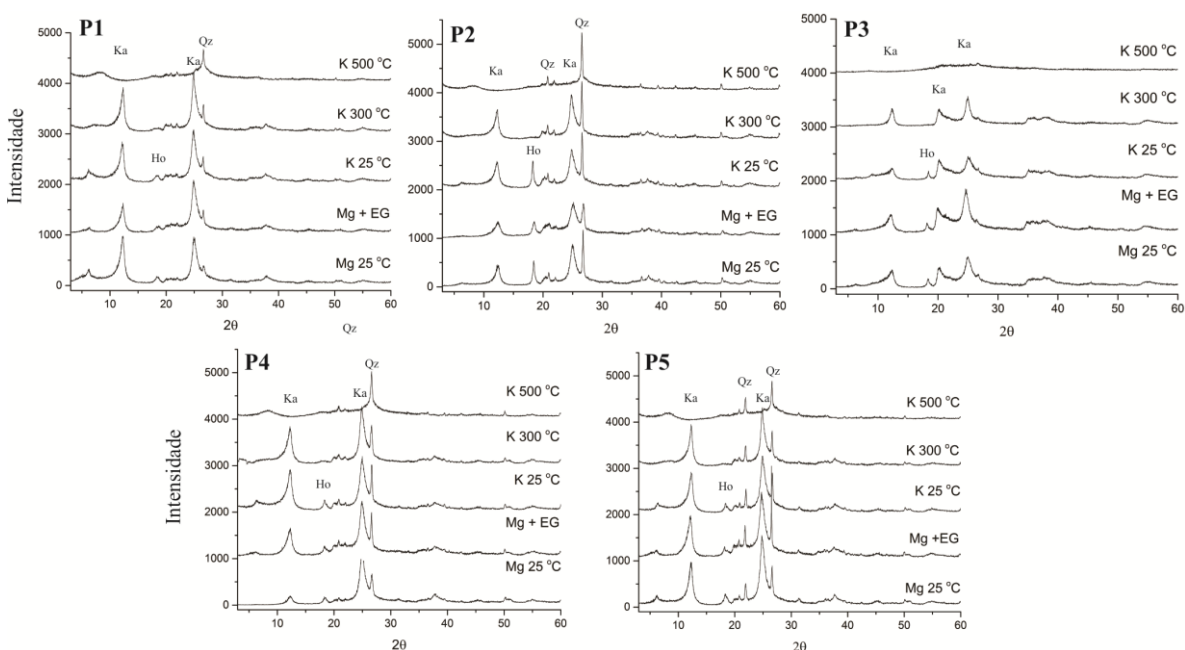 P1
Ka
Ka
Qz
Ho
K 500 °C
K 300 °C
K 25 °C
Mg + EG
Mg 25 °C
5000
4000
3000
2000
1000
0
10 20 30 40 50 60
2θ
Intensidade
Qz
P2
Ka
Qz
Ka
Qz
Ho
K 500 °C
K 300 °C
K 25 °C
Mg + EG
Mg 25 °C
5000
4000
3000
2000
1000
0
10 20 30 40 50 60
2θ
P3
Ka
Ka
Ka
Ho
K 500 °C
K 300 °C
K 25 °C
Mg + EG
Mg 25 °C
5000
4000
3000
2000
1000
0
10 20 30 40 50 60
2θ
P4
Ka
Ka
Qz
Ho
K 500 °C
K 300 °C
K 25 °C
Mg + EG
Mg 25 °C
5000
4000
3000
2000
1000
0
10 20 30 40 50 60
2θ
Intensidade
P5
Ka
Qz
Ka
Qz
Ho
K 500 °C
K 300 °C
K 25 °C
Mg +EG
Mg 25 °C
5000
4000
3000
2000
1000
0
10 20 30 40 50 60
2θ